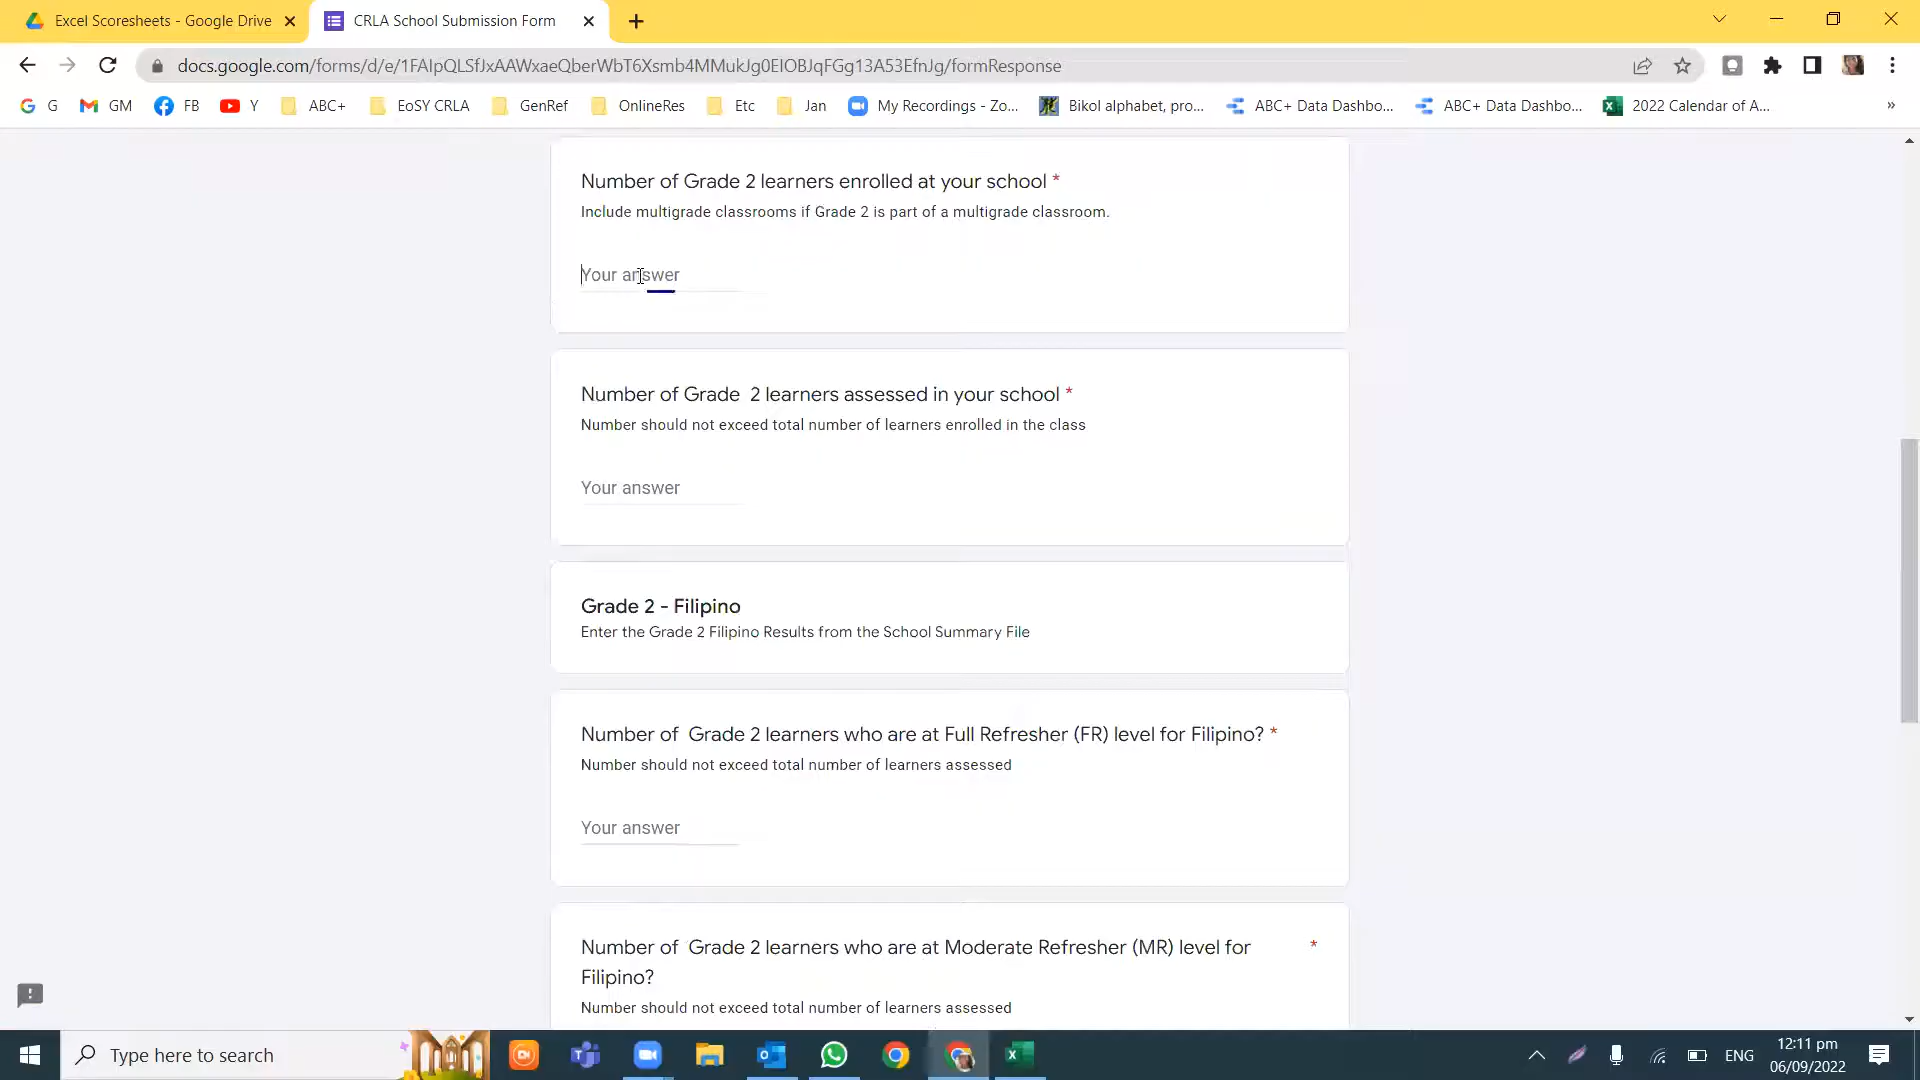 Excel Scoresheets - Google Drive
CRLA School Submission Form
docs.google.com/forms/d/e/1FAIpQLSfJxAAWxaeQberWbT6Xsmb4MMukJg0EIOBJqFGg13A53EfnJg/formResponse
G GM FB Y ABC+ EoSY CRLA GenRef OnlineRes Etc Jan My Recordings - Zo... Bikol alphabet, pro... ABC+ Data Dashbo... ABC+ Data Dashbo... 2022 Calendar of A... »
Number of Grade 2 learners enrolled at your school *
Include multigrade classrooms if Grade 2 is part of a multigrade classroom.
Your answer
Number of Grade 2 learners assessed in your school *
Number should not exceed total number of learners enrolled in the class
Your answer
Grade 2 - Filipino
Enter the Grade 2 Filipino Results from the School Summary File
Number of Grade 2 learners who are at Full Refresher (FR) level for Filipino? *
Number should not exceed total number of learners assessed
Your answer
Number of Grade 2 learners who are at Moderate Refresher (MR) level for *
Filipino?
Number should not exceed total number of learners assessed
Type here to search
ENG
12:11 pm
06/09/2022